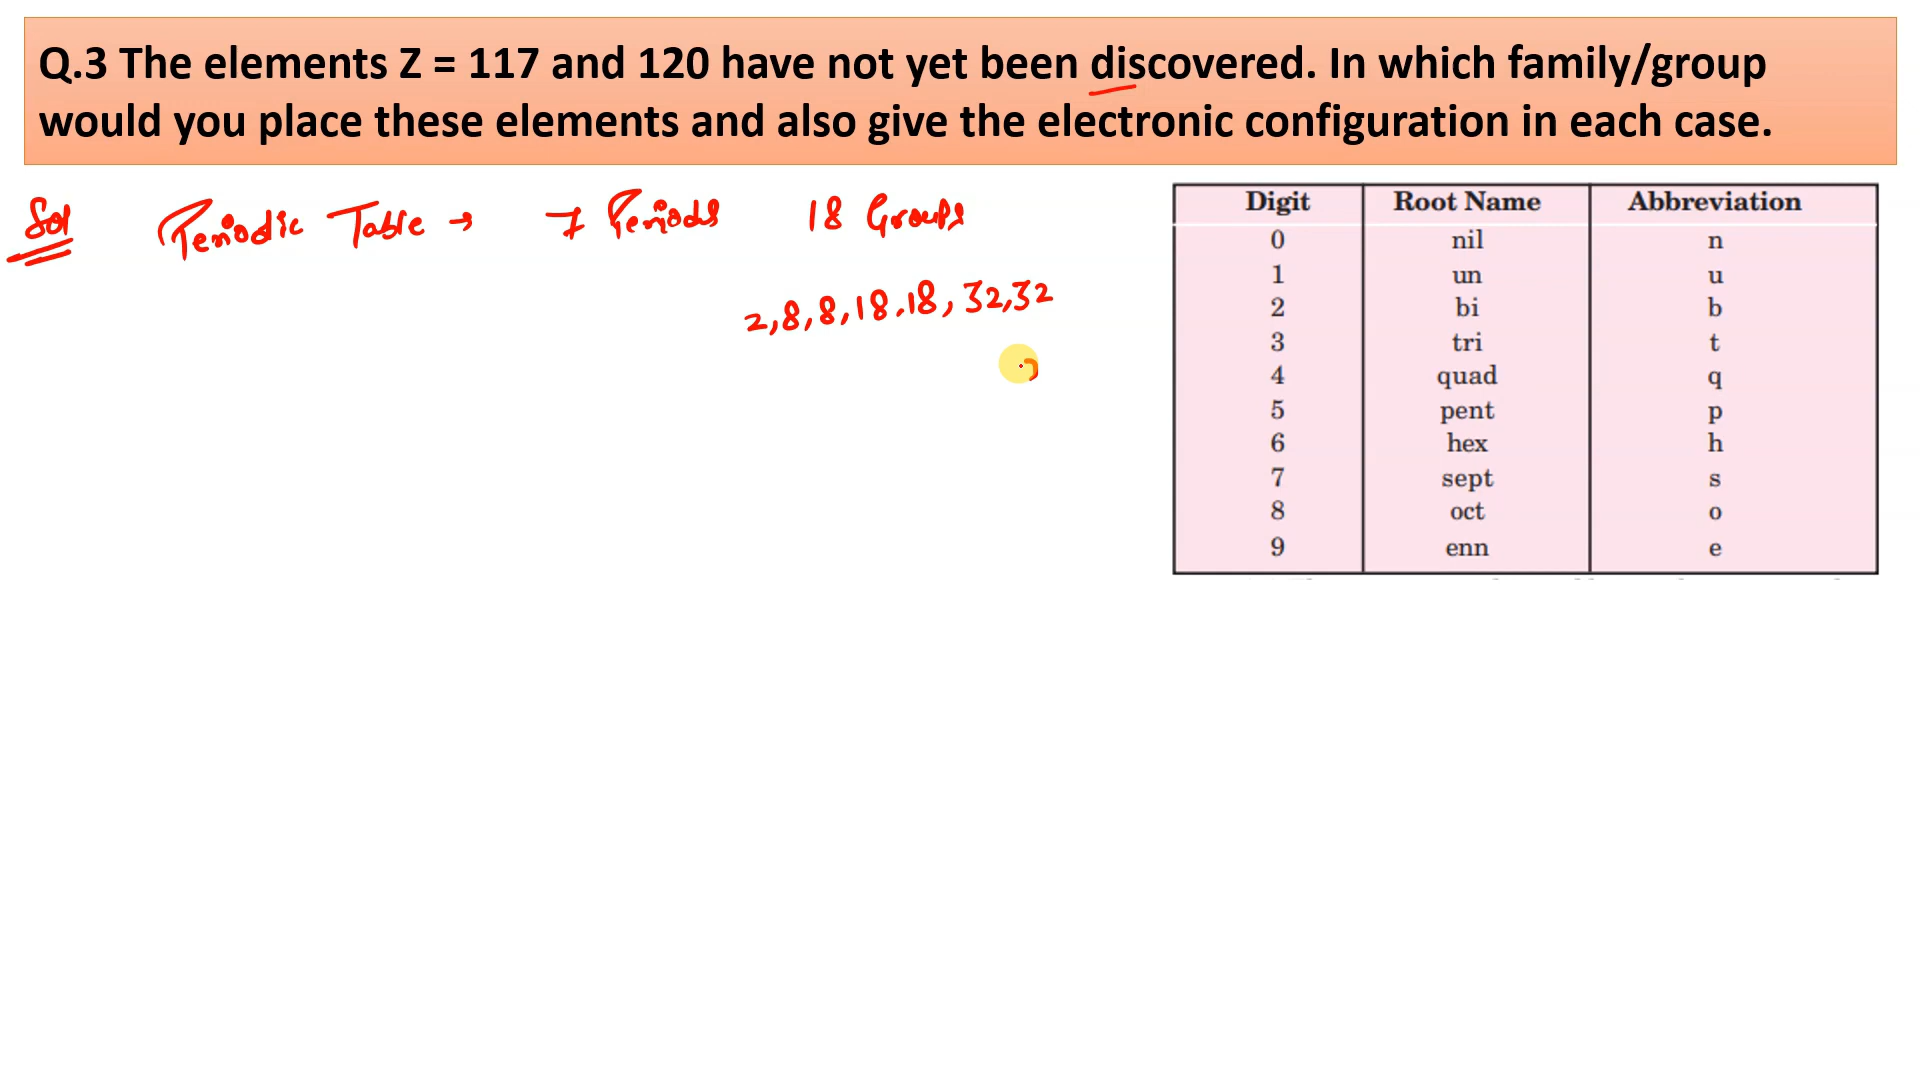 Q.3 The elements Z = 117 and 120 have not yet been discovered. In which family/group
would you place these elements and also give the electronic configuration in each case.
Sol Periodic Table → 7 Periods 18 Groups
2,8,8,18,18,32,32
Digit Root Name Abbreviation
0 nil n
1 un u
2 bi b
3 tri t
4 quad q
5 pent p
6 hex h
7 sept s
8 oct o
9 enn e